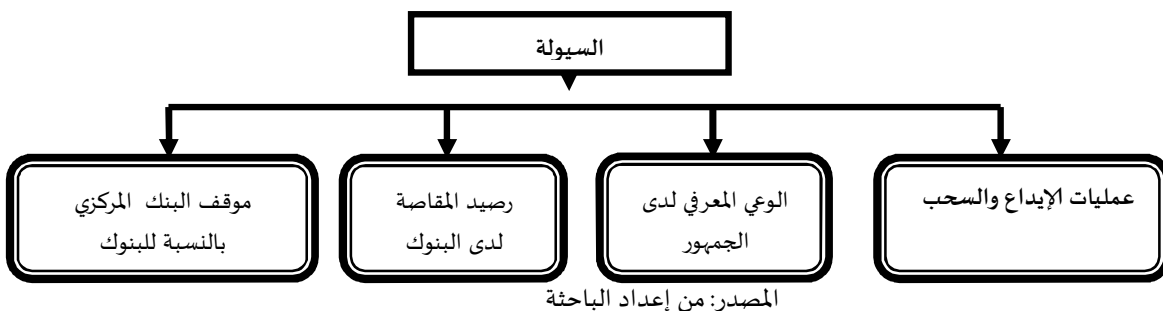 السيولة
عمليات الإيداع والسحب
الوعي المعرفي لدى
الجمهور
رصيد المقاصة
لدى البنوك
موقف البنك المركزي
بالنسبة للبنوك
المصدر: من إعداد الباحثة